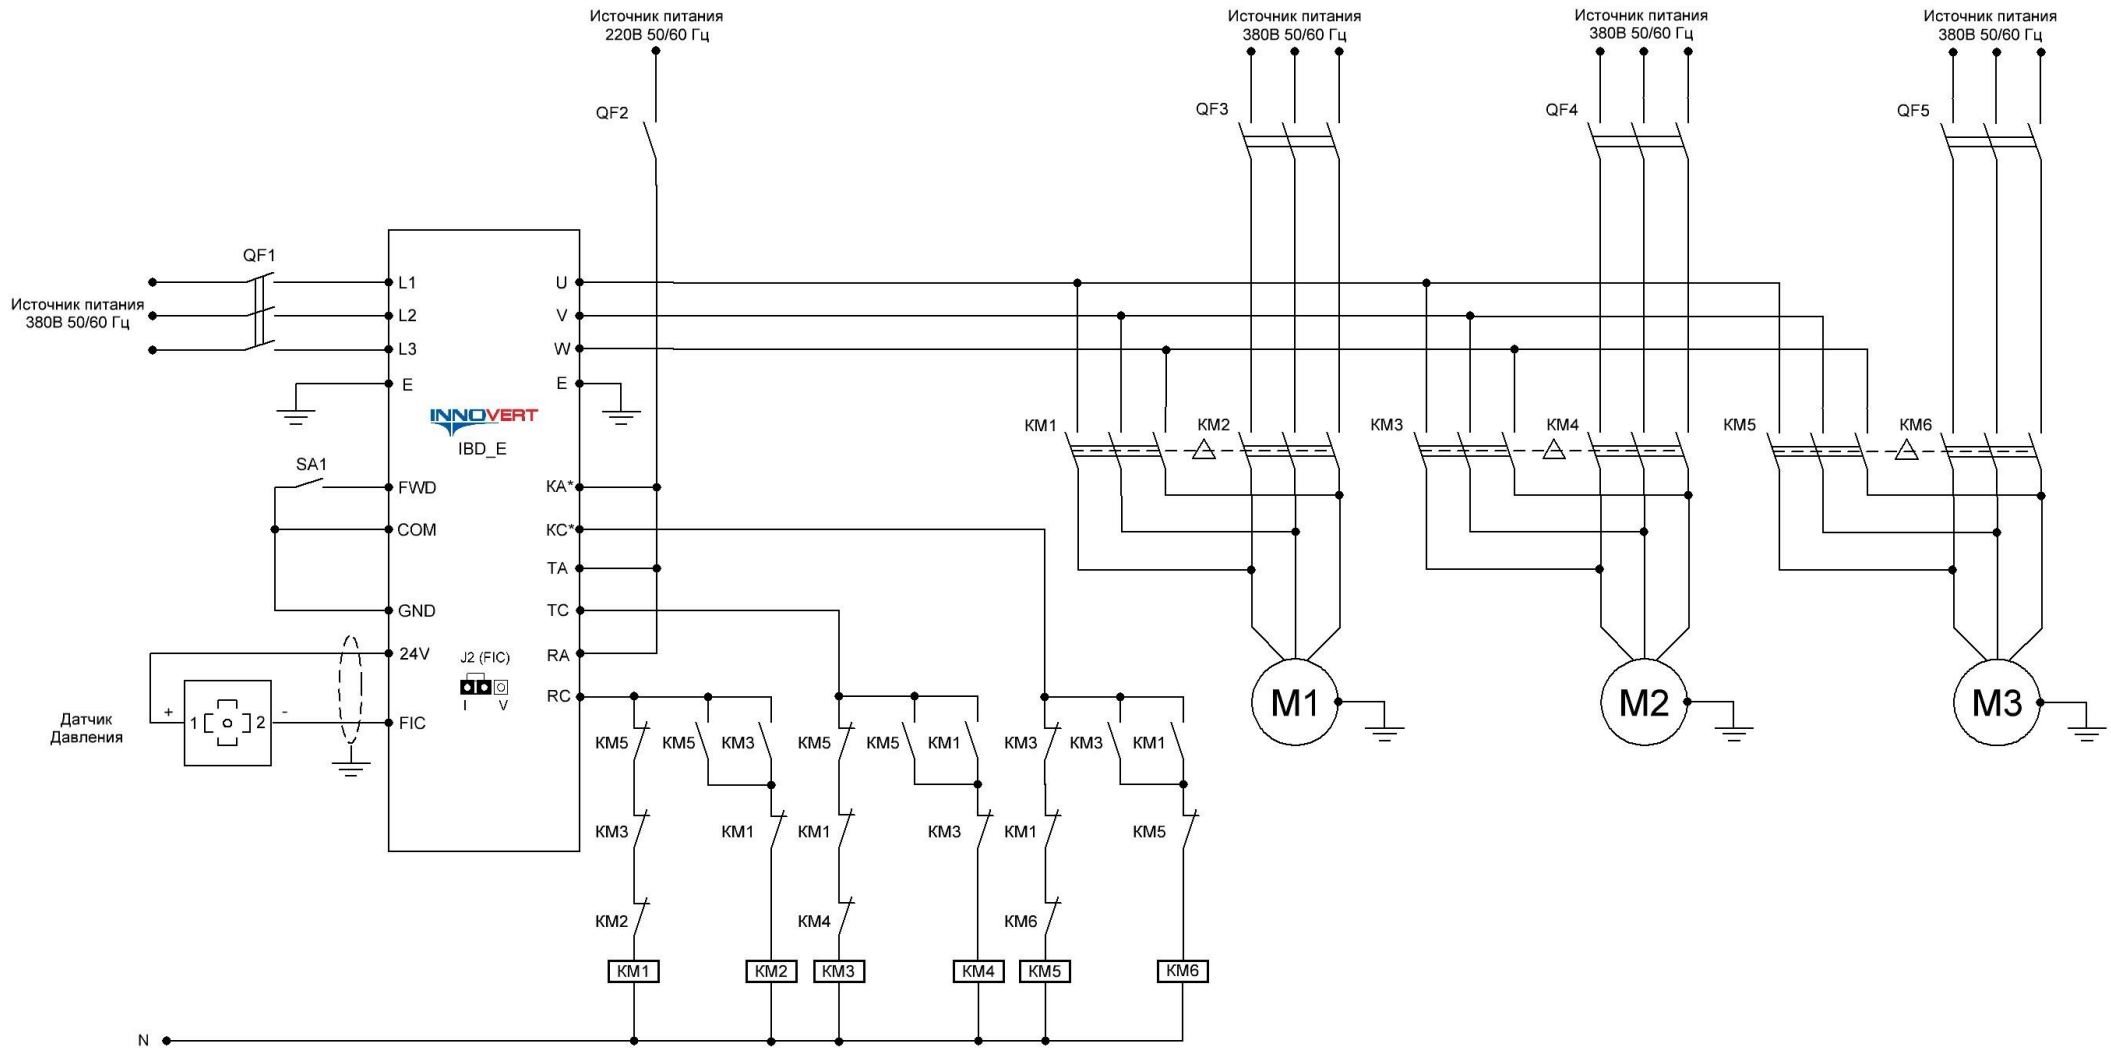 Источник питания
220В 50/60 Гц
Источник питания
380В 50/60 Гц
Источник питания
380В 50/60 Гц
Источник питания
380В 50/60 Гц
QF2
QF3
QF4
QF5
QF1
Источник питания
380В 50/60 Гц
L1
U
L2
V
L3
W
E
E
INNOVERT
IBD_E
KM1
KM2
KM3
KM4
KM5
KM6
SA1
FWD
KA*
COM
KC*
TA
GND
TC
24V
J2 (FIC)
RA
I
V
RC
Датчик
Давления
+
1
2
-
FIC
M1
M2
M3
KM5
KM5
KM3
KM5
KM5
KM1
KM3
KM3
KM1
KM3
KM1
KM1
KM3
KM1
KM5
KM2
KM4
KM6
KM1
KM2
KM3
KM4
KM5
KM6
N